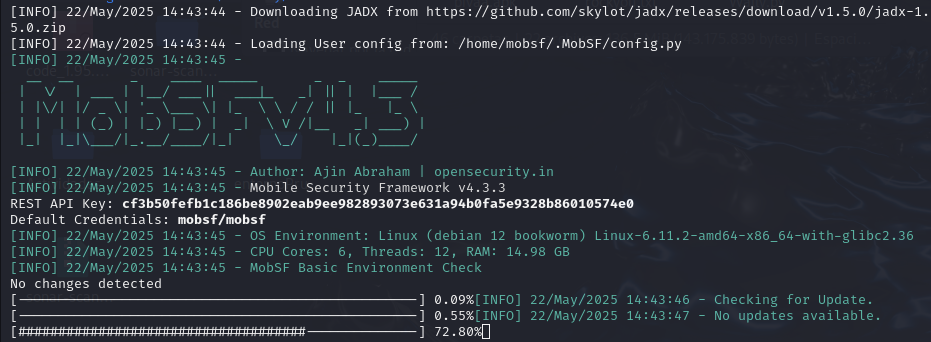 [INFO] 22/May/2025 14:43:44 - Downloading JADX from https://github.com/skylot/jadx/releases/download/v1.5.0/jadx-1.
5.0.zip
[INFO] 22/May/2025 14:43:44 - Loading User config from: /home/mobsf/.MobSF/config.py
[INFO] 22/May/2025 14:43:45 -
MobSF v4.3
[INFO] 22/May/2025 14:43:45 - Author: Ajin Abraham | opensecurity.in
[INFO] 22/May/2025 14:43:45 - Mobile Security Framework v4.3.3
REST API Key: cf3b50fefb1c186be8902eab9ee982893073e631a94b0fa5e9328b86010574e0
Default Credentials: mobsf/mobsf
[INFO] 22/May/2025 14:43:45 - OS Environment: Linux (debian 12 bookworm) Linux-6.11.2-amd64-x86_64-with-glibc2.36
[INFO] 22/May/2025 14:43:45 - CPU Cores: 6, Threads: 12, RAM: 14.98 GB
[INFO] 22/May/2025 14:43:45 - MobSF Basic Environment Check
No changes detected
[——————————————————] 0.09%[INFO] 22/May/2025 14:43:46 - Checking for Update.
[——————————————————] 0.55%[INFO] 22/May/2025 14:43:47 - No updates available.
[####################################——————————————] 72.80%